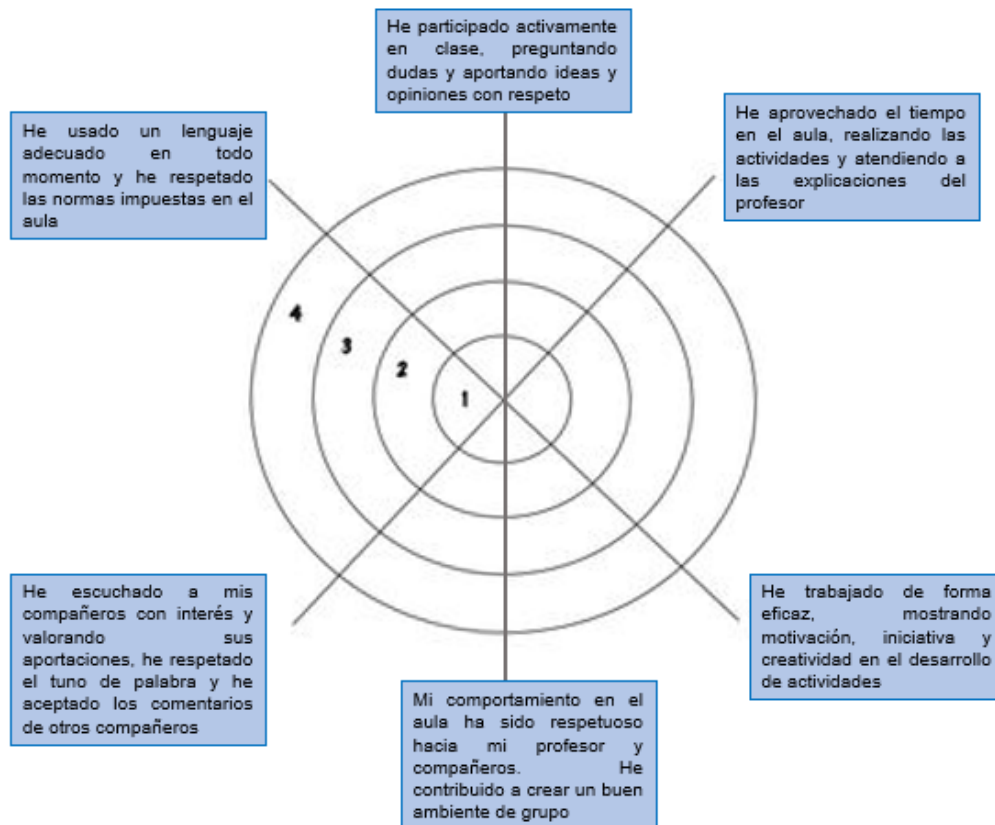 He participado activamente
en clase, preguntando
dudas y aportando ideas y
opiniones con respeto
He usado un lenguaje
adecuado en todo
momento y he respetado
las normas impuestas en el
aula
He aprovechado el tiempo
en el aula, realizando las
actividades y atendiendo a
las explicaciones del
profesor
4
3
2
1
He escuchado a mis
compañeros con interés y
valorando sus
aportaciones, he respetado
el tuno de palabra y he
aceptado los comentarios
de otros compañeros
Mi comportamiento en el
aula ha sido respetuoso
hacia mi profesor y
compañeros. He
contribuido a crear un buen
ambiente de grupo
He trabajado de forma
eficaz, mostrando
motivación, iniciativa y
creatividad en el desarrollo
de actividades